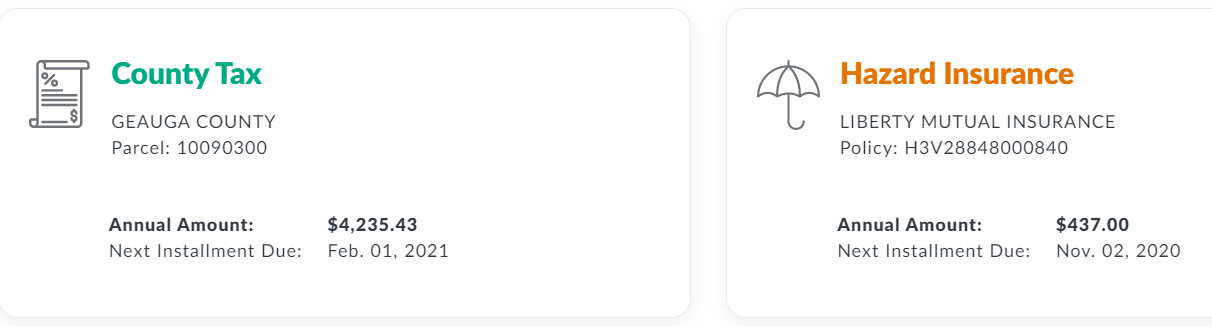 County Tax
GEAUGA COUNTY
Parcel: 10090300
Annual Amount: $4,235.43
Next Installment Due: Feb. 01, 2021
Hazard Insurance
LIBERTY MUTUAL INSURANCE
Policy: H3V28848000840
Annual Amount: $437.00
Next Installment Due: Nov. 02, 2020